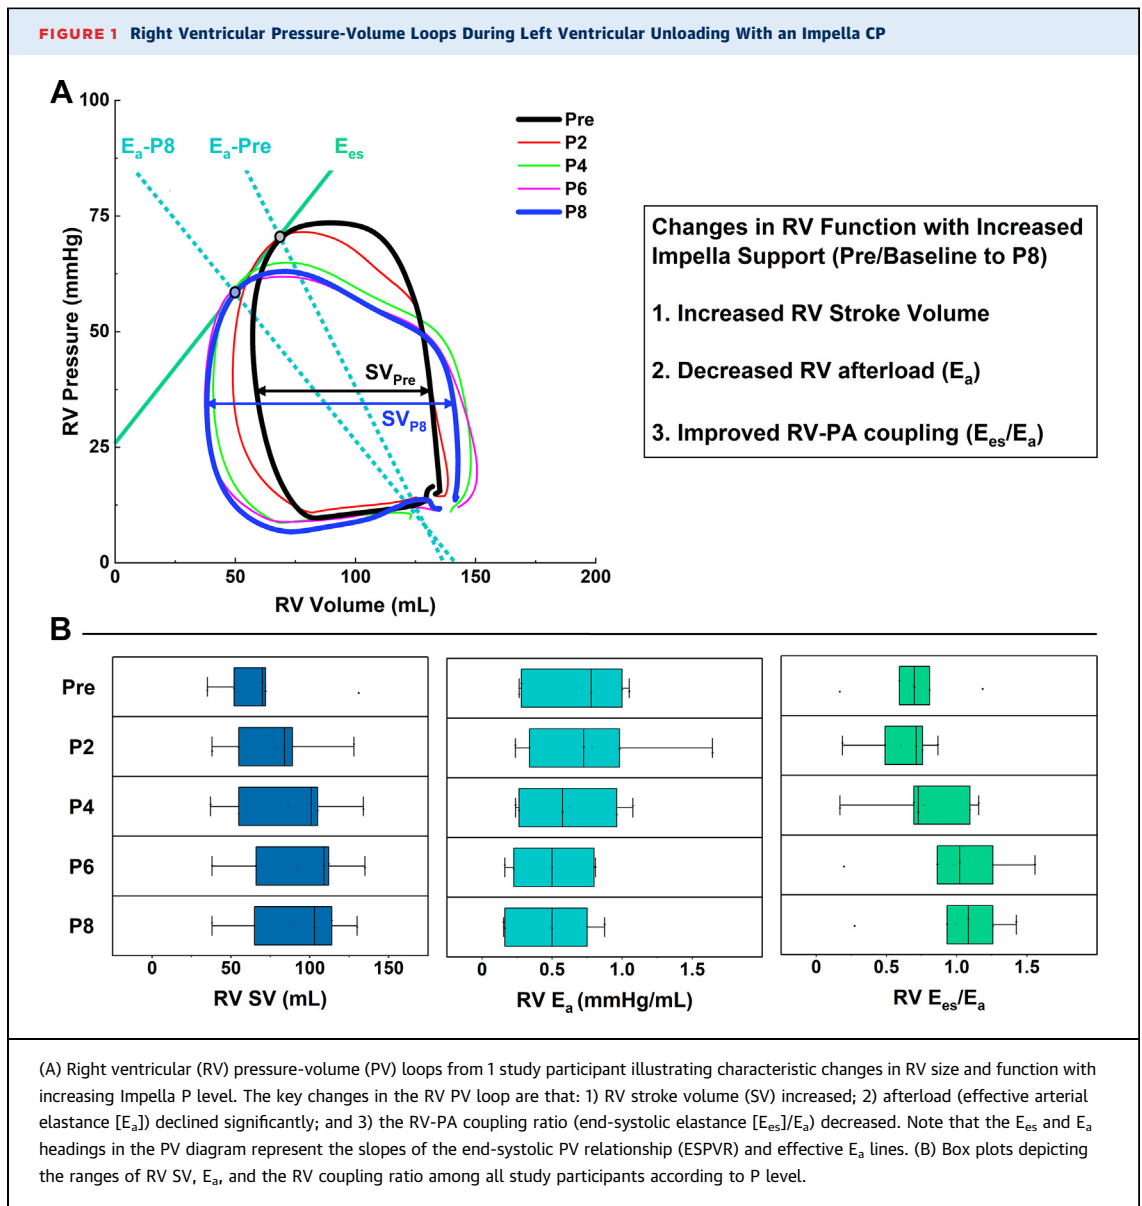 FIGURE 1 Right Ventricular Pressure-Volume Loops During Left Ventricular Unloading With an Impella CP
A
100
75
50
25
0
RV Pressure (mmHg)
Ea-P8
Ea-Pre
Ees
Pre
P2
P4
P6
P8
SVPre
SVP8
0
50
100
150
200
RV Volume (mL)
Changes in RV Function with Increased
Impella Support (Pre/Baseline to P8)
1. Increased RV Stroke Volume
2. Decreased RV afterload (Ea)
3. Improved RV-PA coupling (Ees/Ea)
B
Pre
P2
P4
P6
P8
0 50 100 150
RV SV (mL)
0 0.5 1.0 1.5
RV Ea (mmHg/mL)
0 0.5 1.0 1.5
RV Ees/Ea
(A) Right ventricular (RV) pressure-volume (PV) loops from 1 study participant illustrating characteristic changes in RV size and function with
increasing Impella P level. The key changes in the RV PV loop are that: 1) RV stroke volume (SV) increased; 2) afterload (effective arterial
elastance [Ea]) declined significantly; and 3) the RV-PA coupling ratio (end-systolic elastance [Ees]/Ea) decreased. Note that the Ees and Ea
headings in the PV diagram represent the slopes of the end-systolic PV relationship (ESPVR) and effective Ea lines. (B) Box plots depicting
the ranges of RV SV, Ea, and the RV coupling ratio among all study participants according to P level.